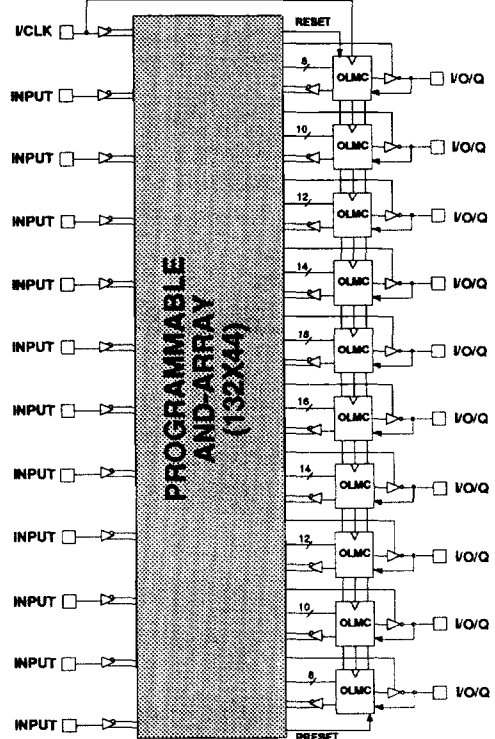 RESET
I/CLK
8
OLMC
I/O/Q
INPUT
10
OLMC
I/O/Q
INPUT
12
OLMC
I/O/Q
INPUT
14
OLMC
I/O/Q
INPUT
PROGRAMMABLE
AND-ARRAY
(132X44)
16
OLMC
I/O/Q
INPUT
16
OLMC
I/O/Q
INPUT
14
OLMC
I/O/Q
INPUT
12
OLMC
I/O/Q
INPUT
10
OLMC
I/O/Q
INPUT
8
OLMC
I/O/Q
INPUT
INPUT
PRESET